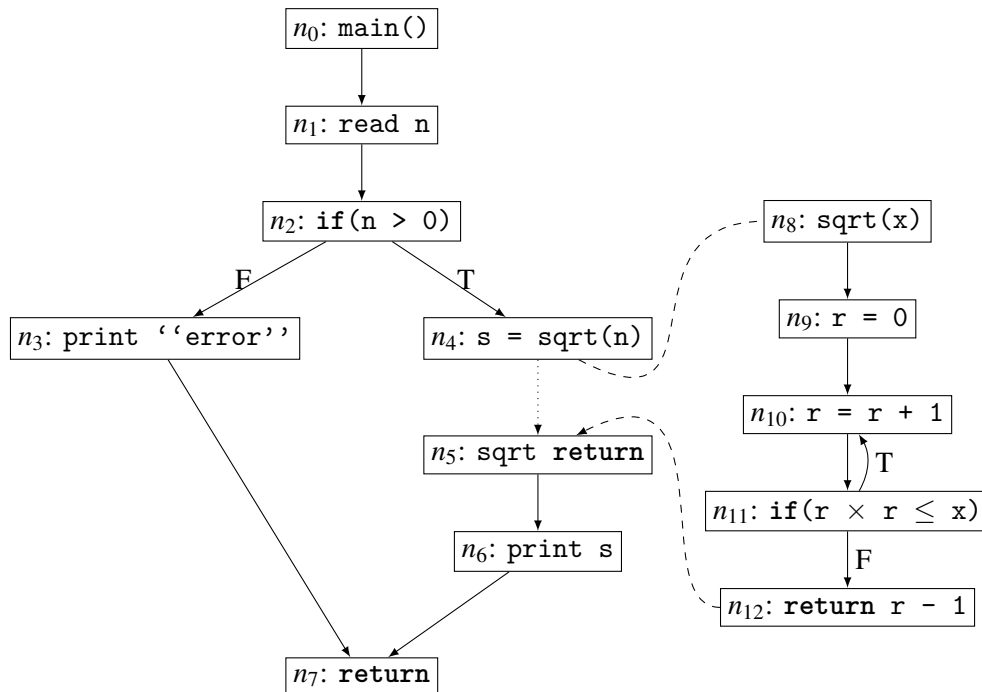 n0: main()
n1: read n
n2: if(n > 0)
F
T
n3: print ‘‘error’’
n4: s = sqrt(n)
n5: sqrt return
n6: print s
n7: return
n8: sqrt(x)
n9: r = 0
n10: r = r + 1
T
n11: if(r × r ≤ x)
F
n12: return r - 1